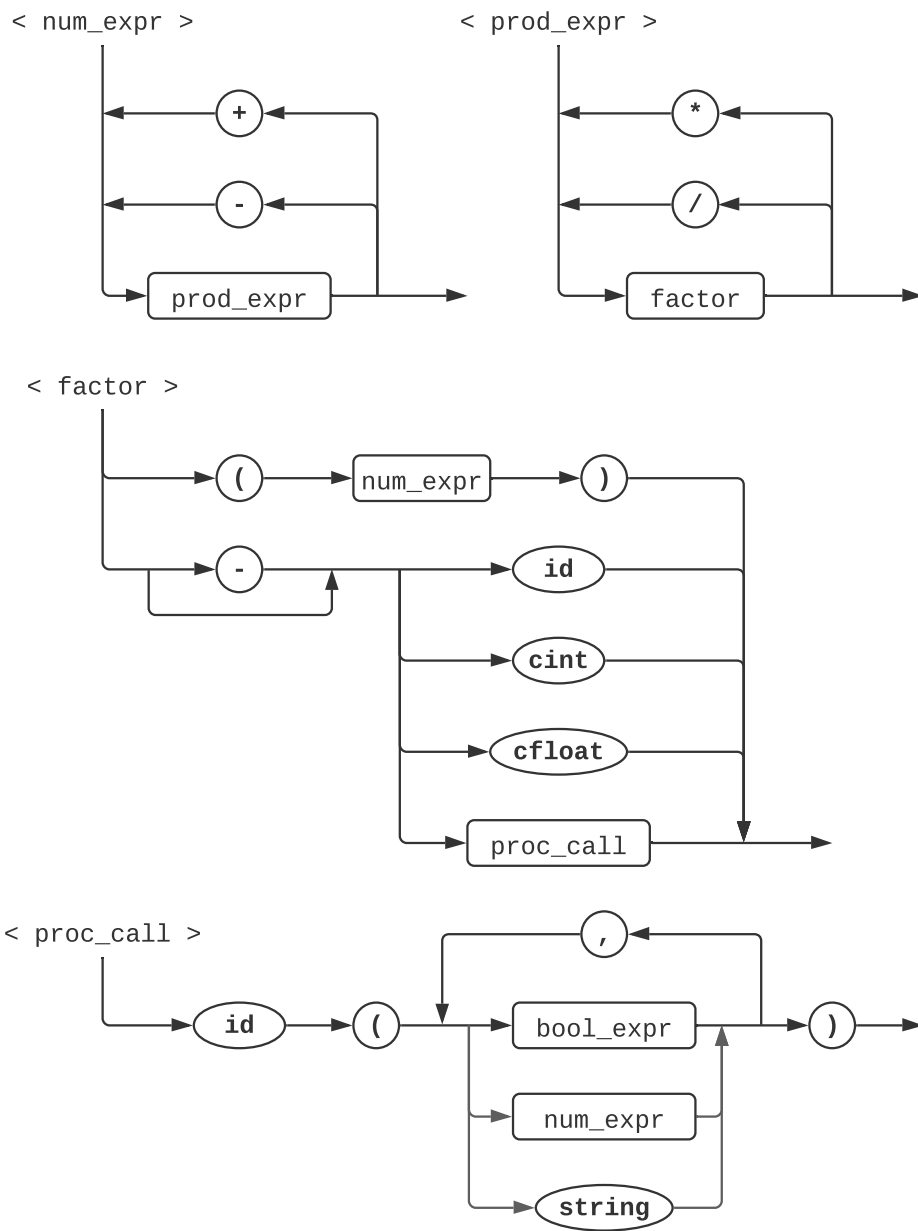 < num_expr >
+
-
prod_expr
< prod_expr >
*
/
factor
< factor >
( num_expr )
- id
cint
cfloat
proc_call
< proc_call >
,
id ( bool_expr )
num_expr
string